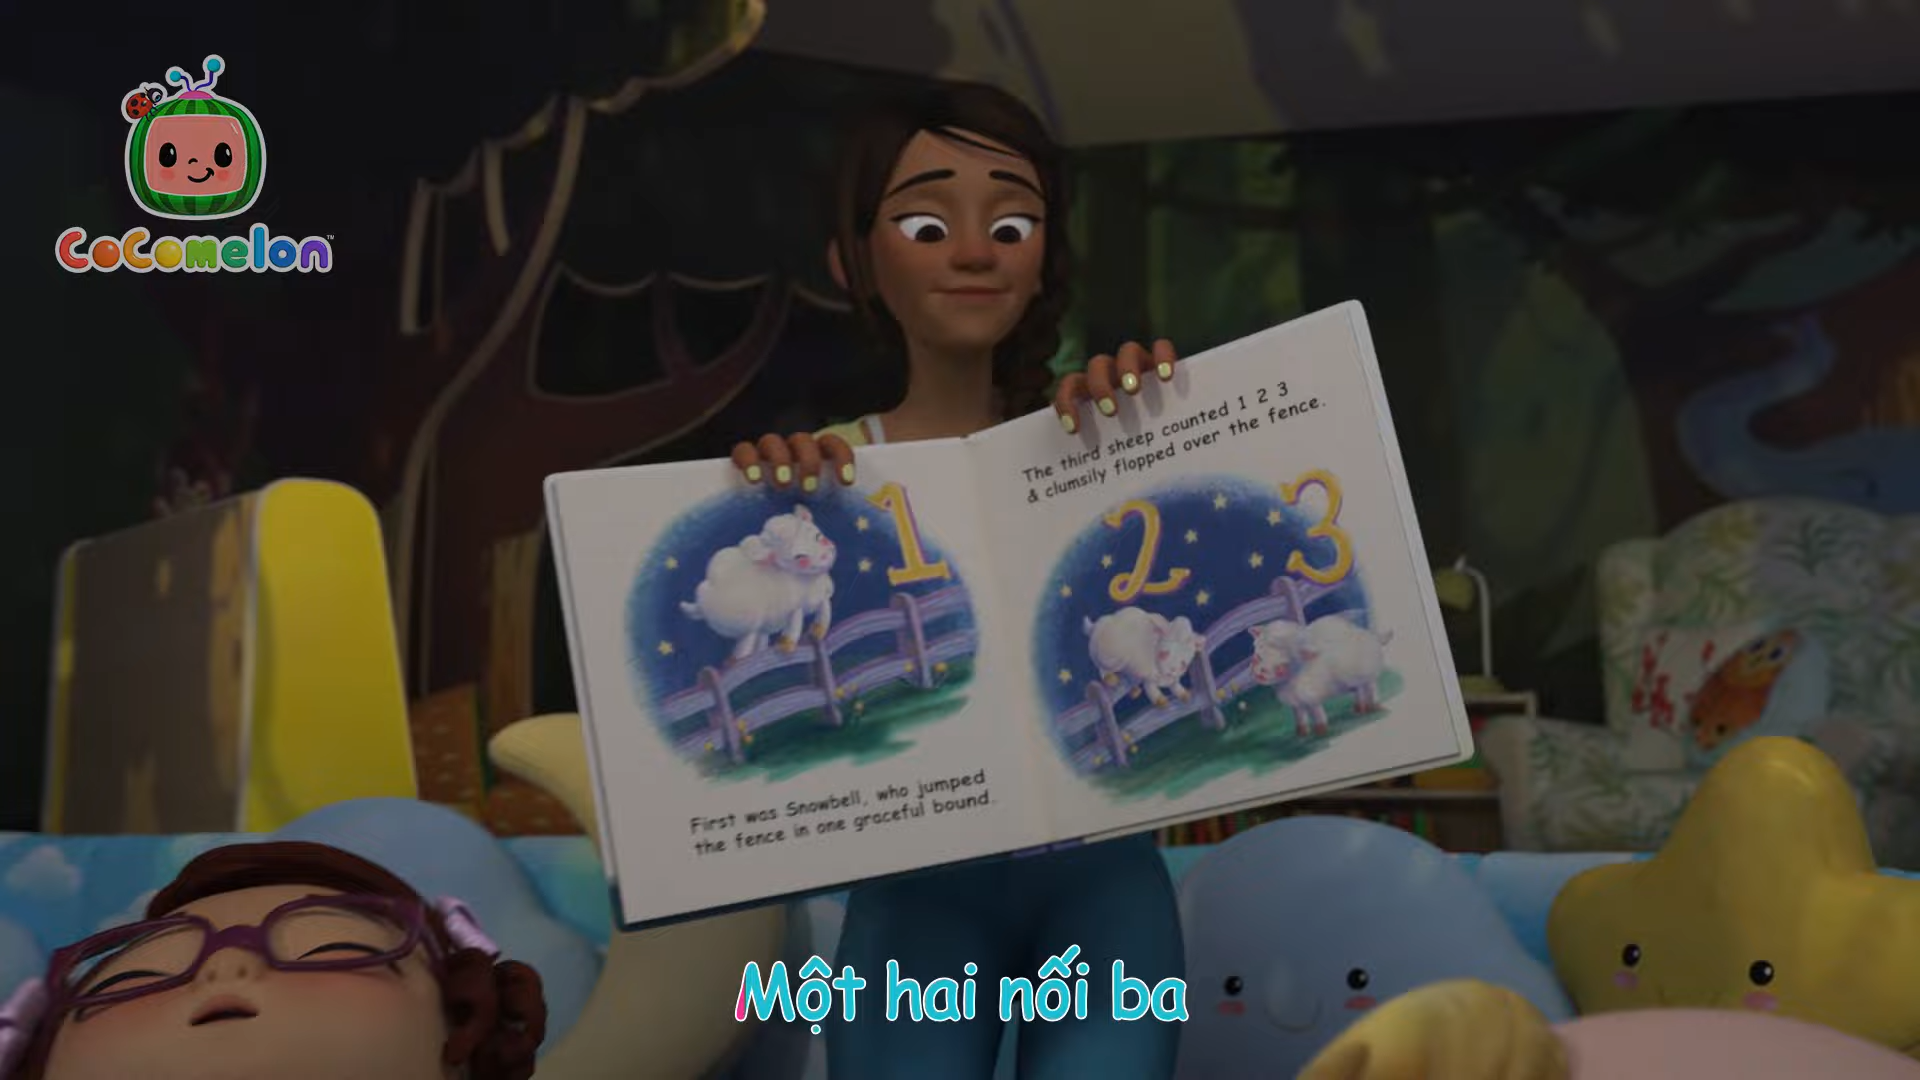 CoComelon™
The third sheep counted 1 2 3
& clumsily flopped over the fence.
1
2
3
First was Snowbell, who jumped
the fence in one graceful bound.
Một hai nối ba